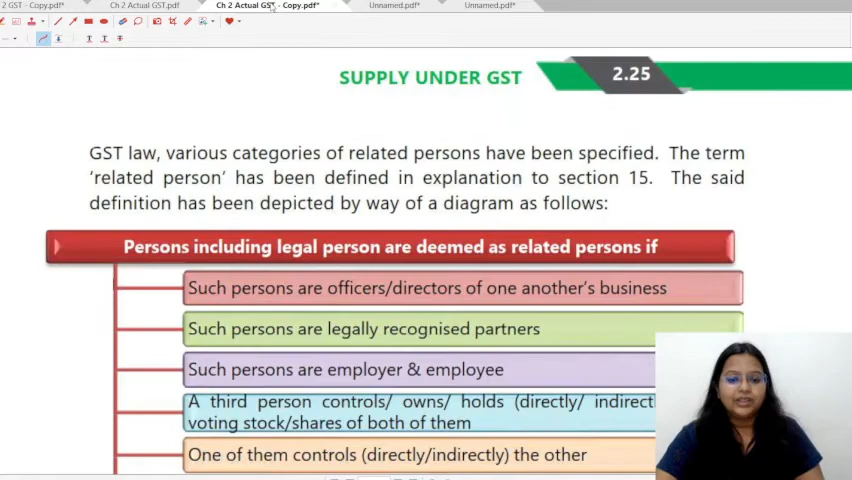 2 GST - Copy.pdf*
Ch 2 Actual GST.pdf
Ch 2 Actual GST - Copy.pdf*
Unnamed.pdf*
Unnamed.pdf*
SUPPLY UNDER GST
2.25
GST law, various categories of related persons have been specified. The term
‘related person’ has been defined in explanation to section 15. The said
definition has been depicted by way of a diagram as follows:
Persons including legal person are deemed as related persons if
Such persons are officers/directors of one another’s business
Such persons are legally recognised partners
Such persons are employer & employee
A third person controls/ owns/ holds (directly/
voting stock/shares of both of them
One of them controls (directly/indirectly) the other